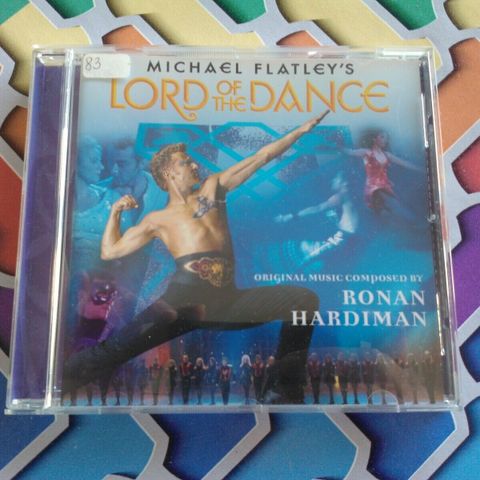 83
MICHAEL FLATLEY'S
LORD OF THE DANCE
ORIGINAL MUSIC COMPOSED BY
RONAN
HARDIMAN